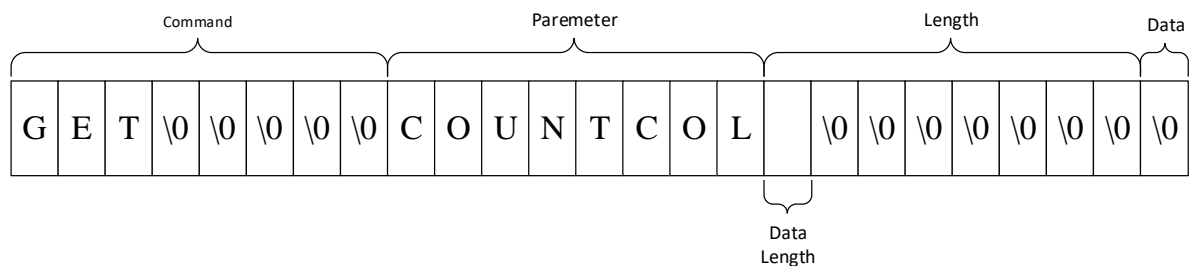 Command Paremeter Length Data
G E T \0 \0 \0 \0 \0 C O U N T C O L \0 \0 \0 \0 \0 \0 \0 \0
Data
Length